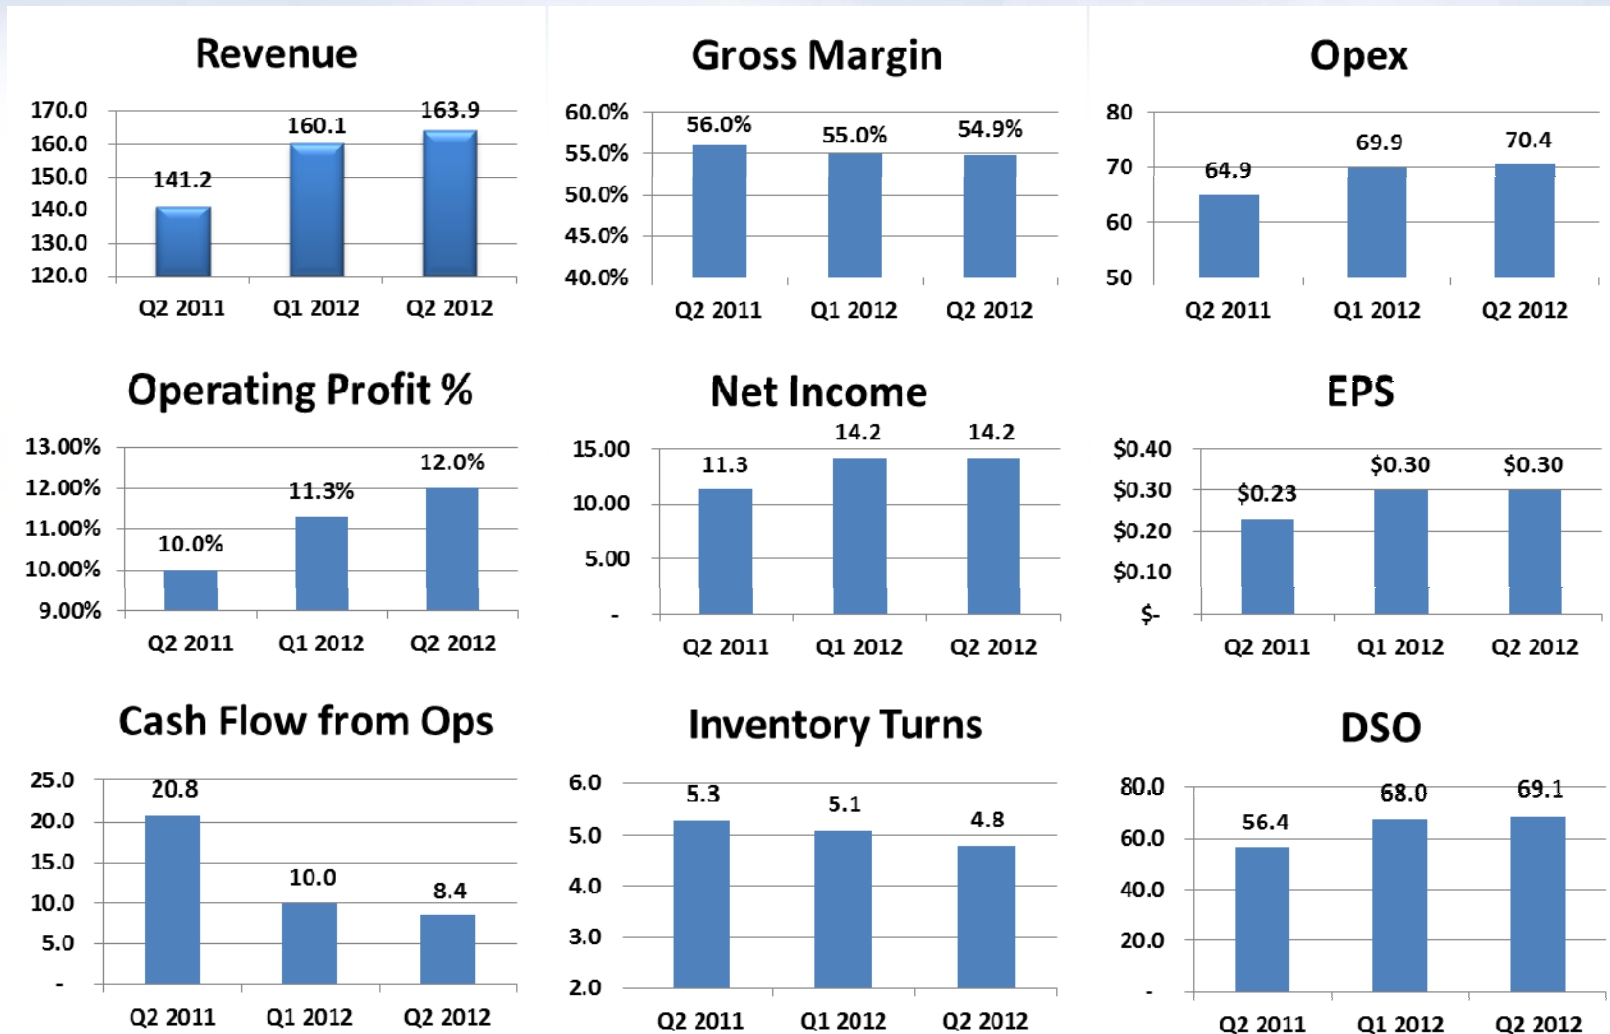 Revenue
170.0
160.0
150.0
140.0
130.0
120.0
141.2
160.1
163.9
Q2 2011
Q1 2012
Q2 2012
Gross Margin
60.0%
55.0%
50.0%
45.0%
40.0%
56.0%
55.0%
54.9%
Q2 2011
Q1 2012
Q2 2012
Opex
80
70
60
50
64.9
69.9
70.4
Q2 2011
Q1 2012
Q2 2012
Operating Profit %
13.00%
12.00%
11.00%
10.00%
9.00%
10.0%
11.3%
12.0%
Q2 2011
Q1 2012
Q2 2012
Net Income
15.00
10.00
5.00
-
11.3
14.2
14.2
Q2 2011
Q1 2012
Q2 2012
EPS
$0.40
$0.30
$0.20
$0.10
$-
$0.23
$0.30
$0.30
Q2 2011
Q1 2012
Q2 2012
Cash Flow from Ops
25.0
20.0
15.0
10.0
5.0
-
20.8
10.0
8.4
Q2 2011
Q1 2012
Q2 2012
Inventory Turns
6.0
5.0
4.0
3.0
2.0
5.3
5.1
4.8
Q2 2011
Q1 2012
Q2 2012
DSO
80.0
60.0
40.0
20.0
-
56.4
68.0
69.1
Q2 2011
Q1 2012
Q2 2012